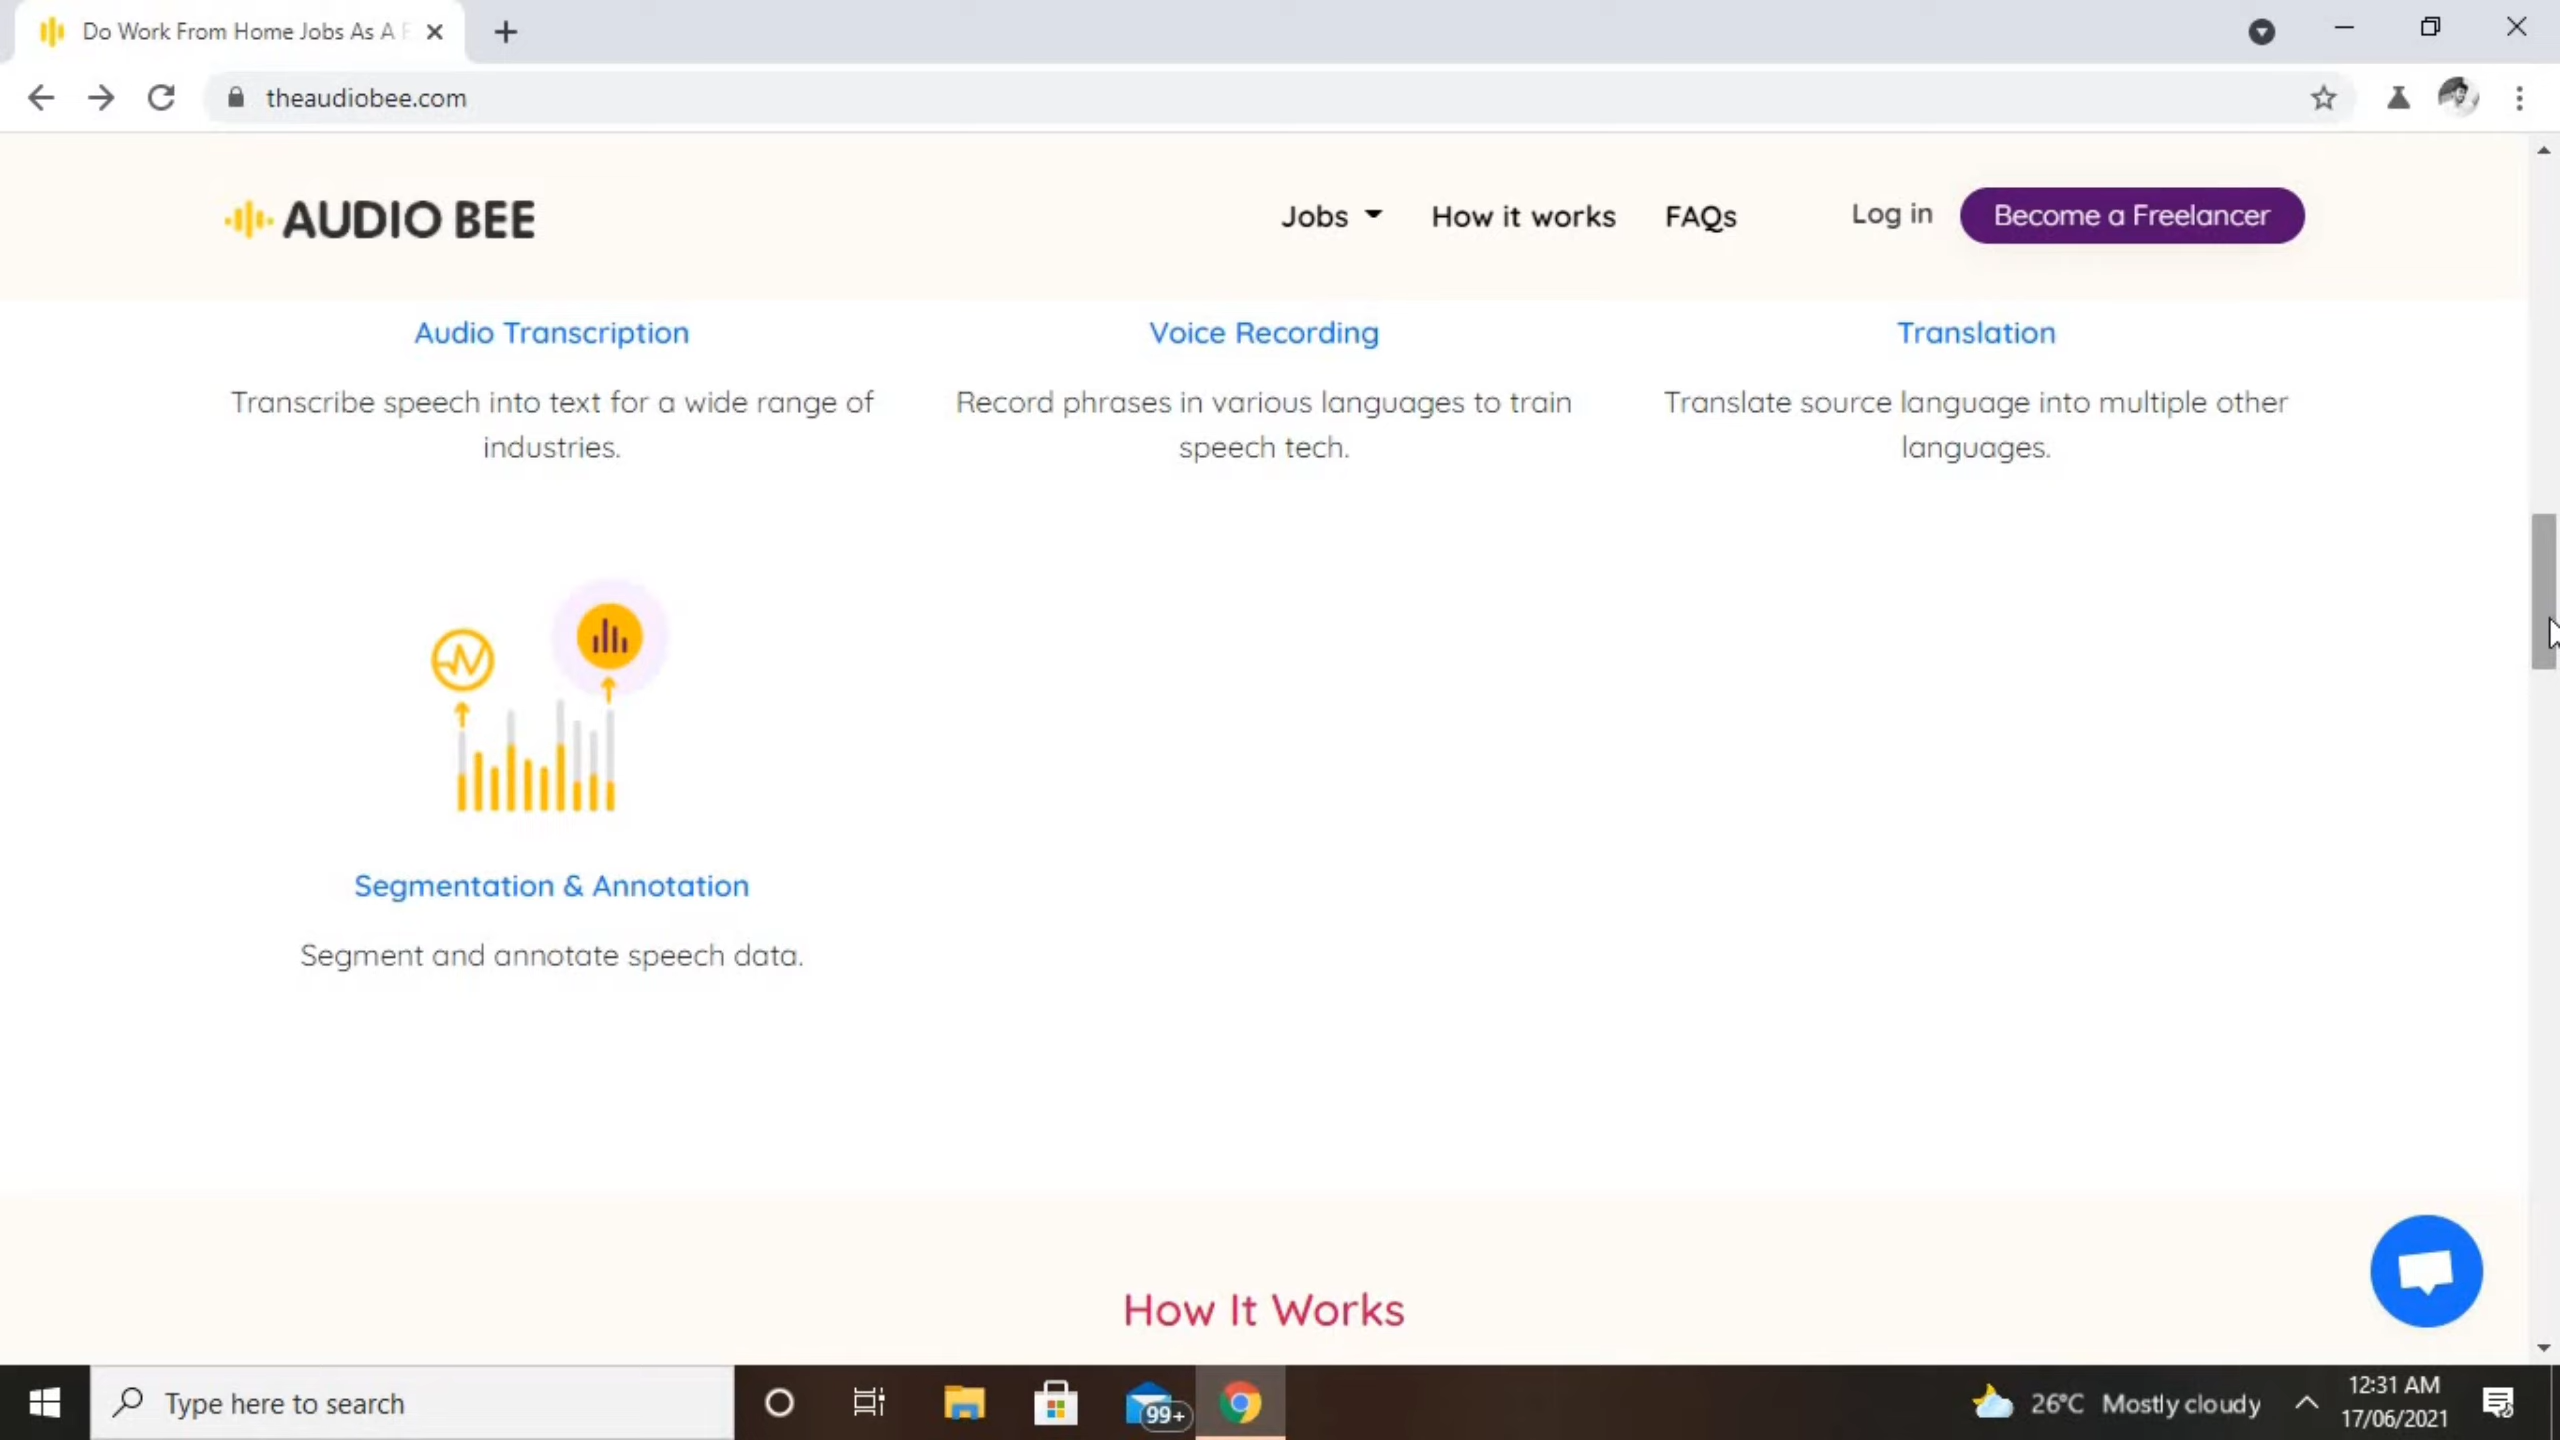 Do Work From Home Jobs As A F
theaudiobee.com
AUDIO BEE
Jobs
How it works
FAQs
Log in
Become a Freelancer
Audio Transcription
Transcribe speech into text for a wide range of
industries.
Voice Recording
Record phrases in various languages to train
speech tech.
Translation
Translate source language into multiple other
languages.
Segmentation & Annotation
Segment and annotate speech data.
How It Works
Type here to search
99+
26°C Mostly cloudy
12:31 AM
17/06/2021